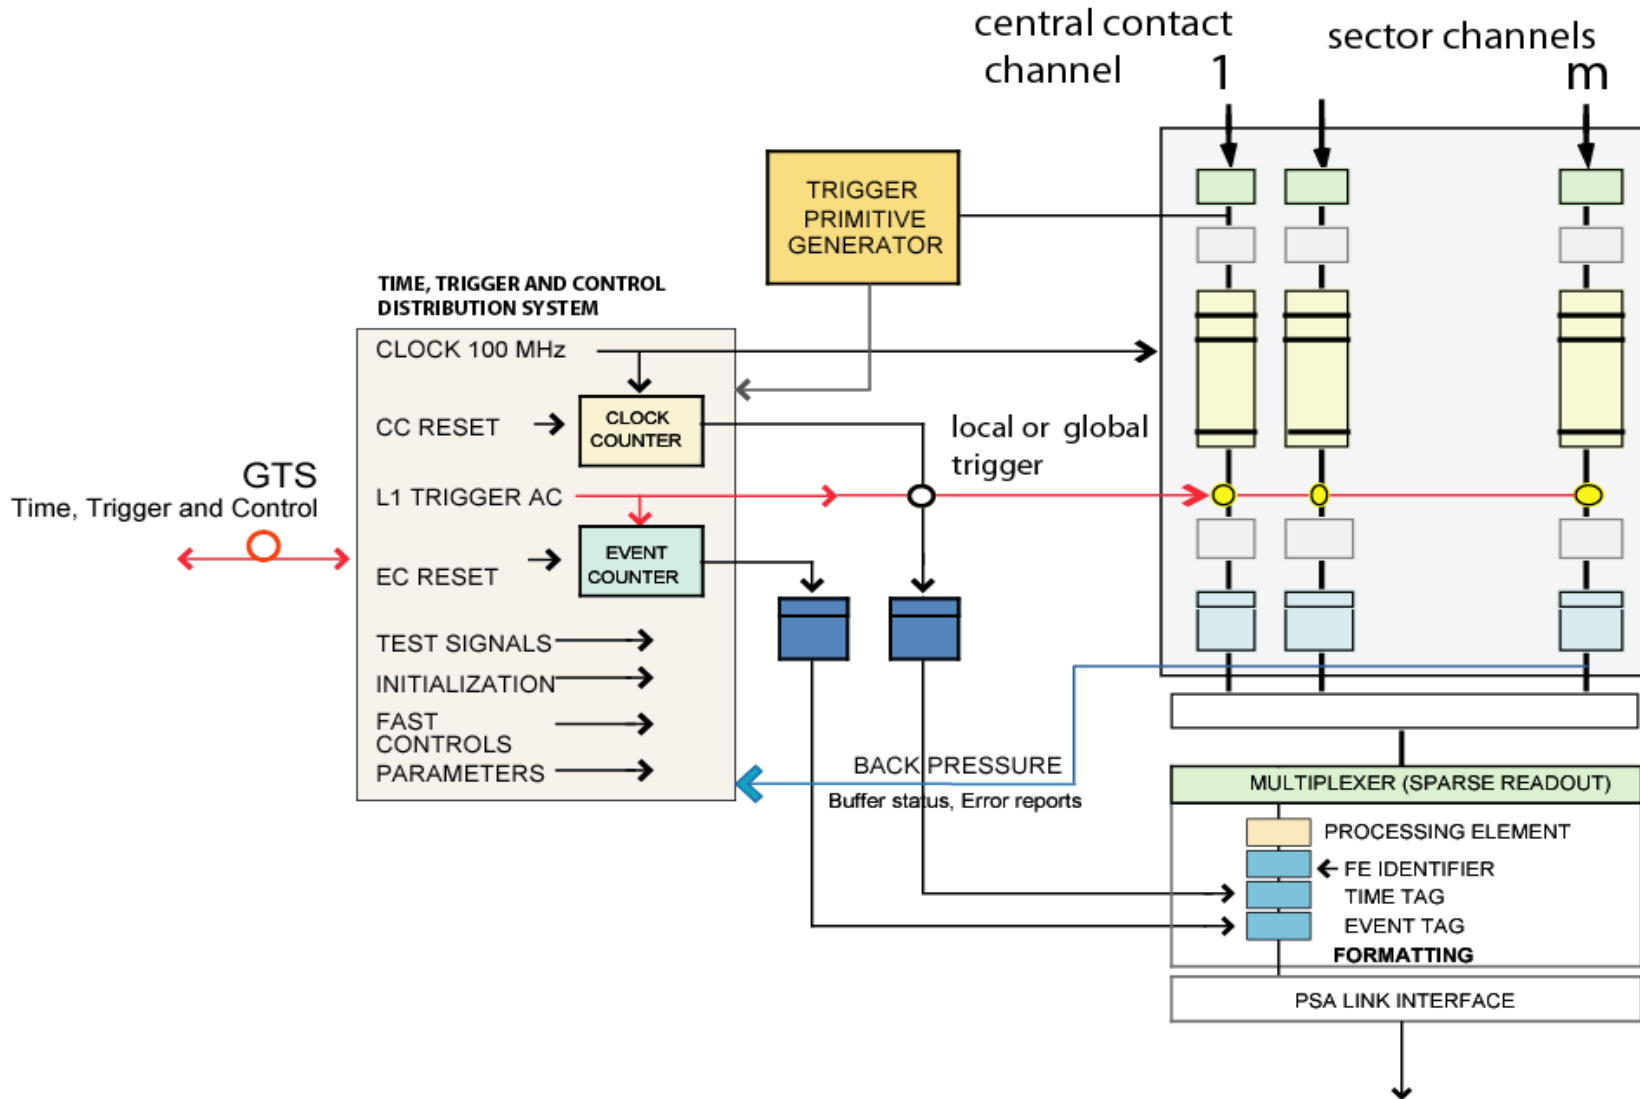 central contact
channel
1
sector channels
m
TRIGGER
PRIMITIVE
GENERATOR
TIME, TRIGGER AND CONTROL
DISTRIBUTION SYSTEM
CLOCK 100 MHz
CC RESET
CLOCK
COUNTER
local or global
trigger
GTS
Time, Trigger and Control
L1 TRIGGER AC
EC RESET
EVENT
COUNTER
TEST SIGNALS
INITIALIZATION
FAST
CONTROLS
PARAMETERS
BACK PRESSURE
Buffer status, Error reports
MULTIPLEXER (SPARSE READOUT)
PROCESSING ELEMENT
FE IDENTIFIER
TIME TAG
EVENT TAG
FORMATTING
PSA LINK INTERFACE